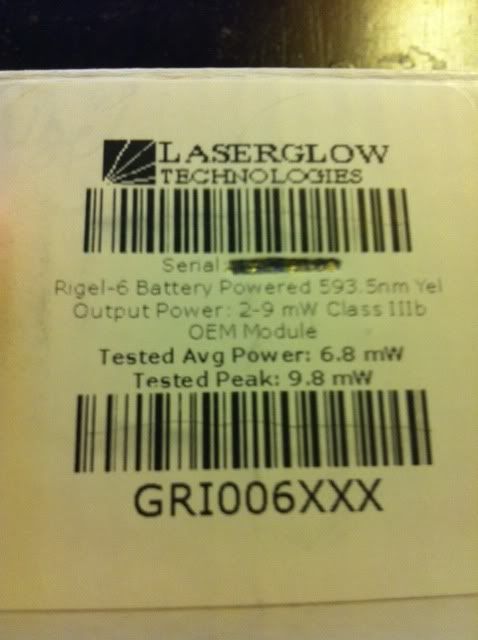 LASERGLOW
TECHNOLOGIES
Serial
Rigel-6 Battery Powered 593.5nm Yel
Output Power: 2-9 mW Class IIIb
OEM Module
Tested Avg Power: 6.8 mW
Tested Peak: 9.8 mW
GRI006XXX